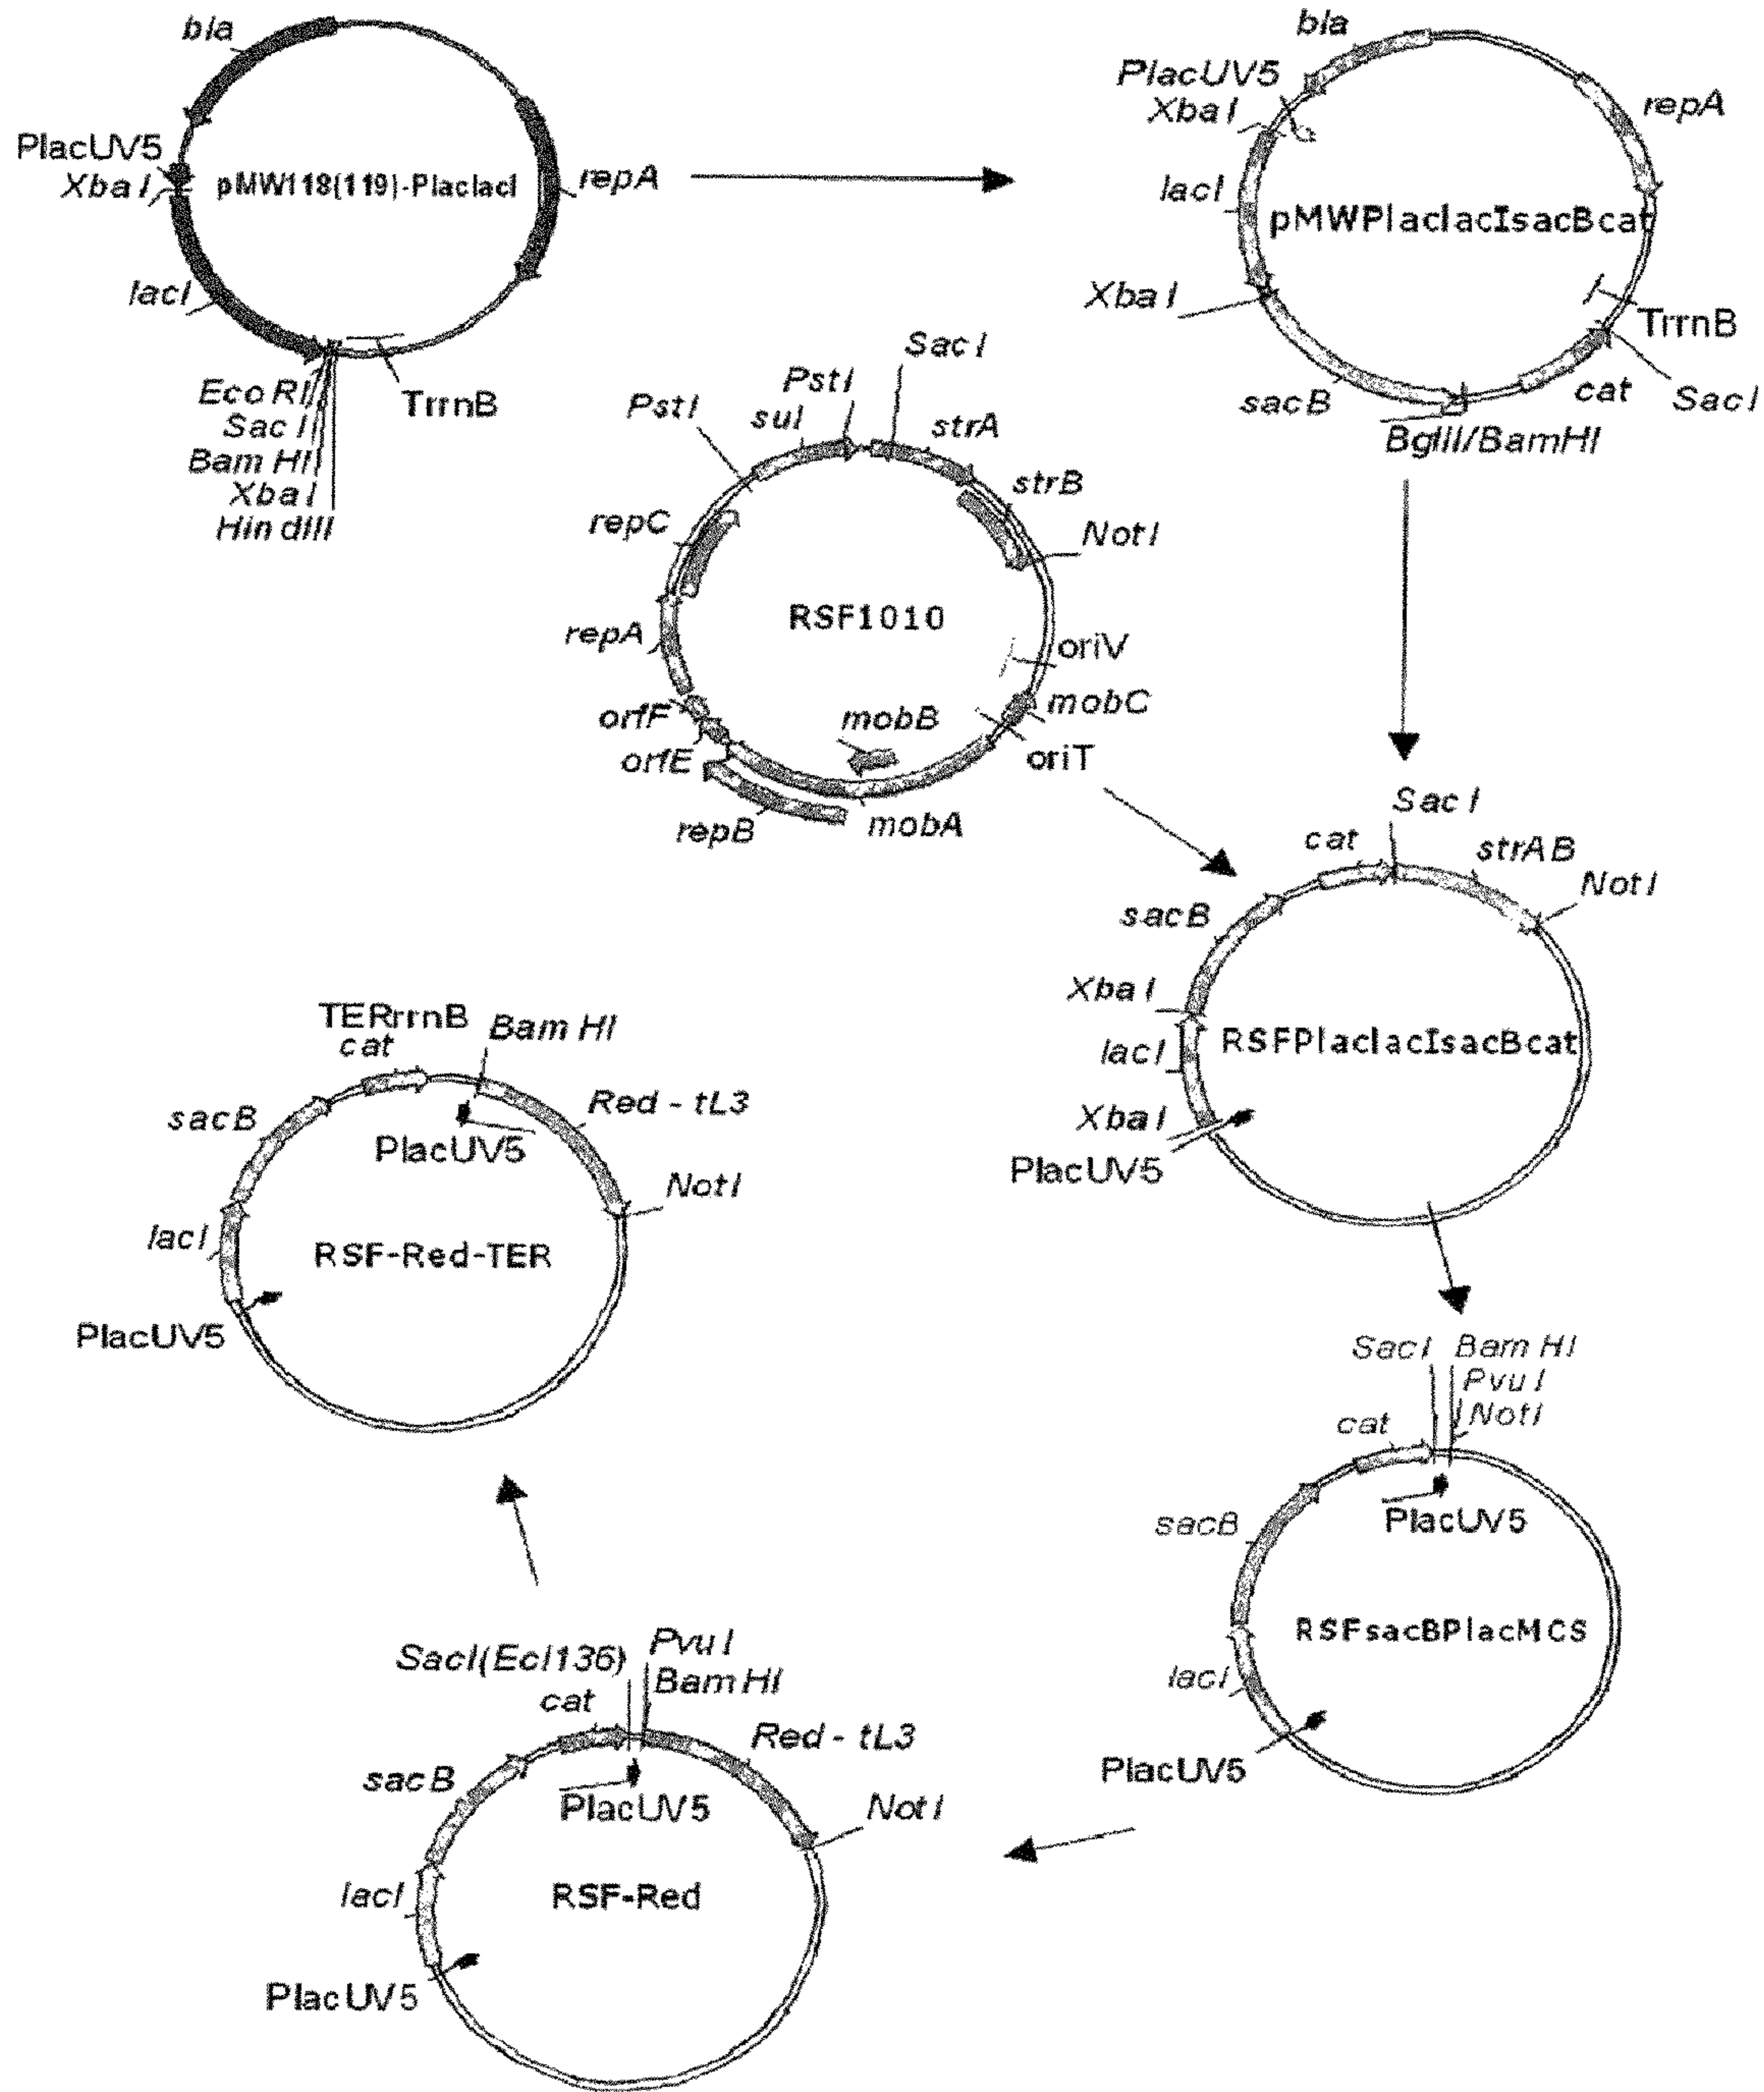 bla
PlacUV5
XbaI
pMW118(119)-PlaclacI
repA
lacI
EcoRI
SacI
BamHI
XbaI
HindIII
TrrnB
bla
PlacUV5
XbaI
repA
lacI
pMWPlaclacIsacBcat
XbaI
TrrnB
sacB
cat
SacI
BglII/BamHI
SacI
PstI
PstI
sul
strA
strB
repC
NotI
RSF1010
repA
oriV
orfF
mobB
mobC
orfE
oriT
repB
mobA
SacI
cat
strAB
NotI
sacB
XbaI
RSFPlaclacIsacBcat
lacI
XbaI
PlacUV5
TERrrnB
BamHI
cat
Red-tL3
sacB
PlacUV5
NotI
lacI
RSF-Red-TER
PlacUV5
SacI
BamHI
PvuI
NotI
cat
PlacUV5
sacB
RSFsacBPlacMCS
lacI
PlacUV5
SacI(Ecl136)
PvuI
BamHI
cat
Red-tL3
sacB
PlacUV5
NotI
lacI
RSF-Red
PlacUV5